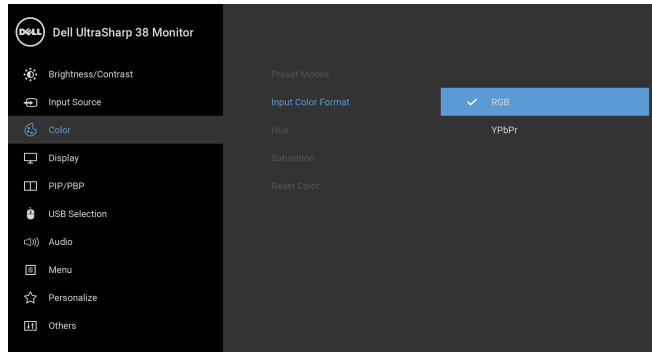 DELL Dell UltraSharp 38 Monitor
Brightness/Contrast
Input Source
Color
Display
PIP/PBP
USB Selection
Audio
Menu
Personalize
Others
Preset Modes
Input Color Format
Hue
Saturation
Reset Color
RGB
YPbPr